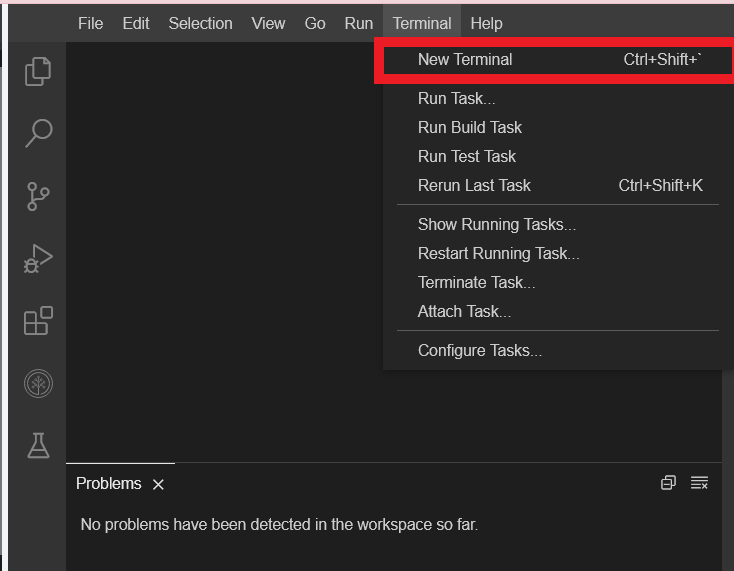 File Edit Selection View Go Run Terminal Help
New Terminal Ctrl+Shift+`
Run Task...
Run Build Task
Run Test Task
Rerun Last Task Ctrl+Shift+K
Show Running Tasks...
Restart Running Task...
Terminate Task...
Attach Task...
Configure Tasks...
Problems
No problems have been detected in the workspace so far.